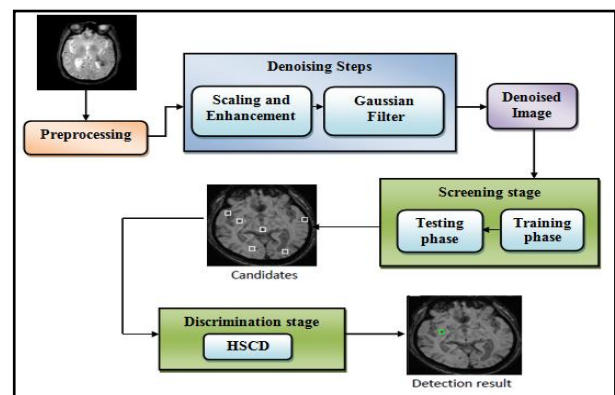 Denoising Steps
Scaling and
Enhancement
Gaussian
Filter
Denoised
Image
Preprocessing
Screening stage
Testing
phase
Training
phase
Candidates
Discrimination stage
HSCD
Detection result